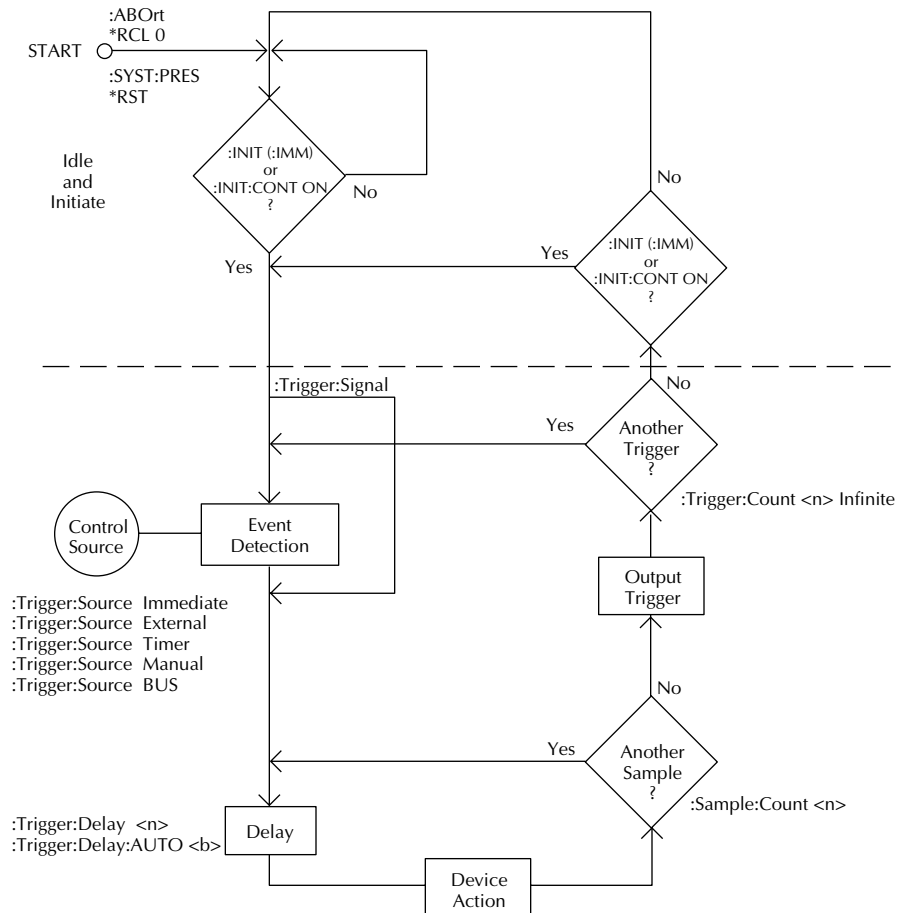 :ABOrt
*RCL 0
START
:SYST:PRES
*RST
Idle
and
Initiate
:INIT (:IMM)
or
:INIT:CONT ON
?
No
Yes
No
:INIT (:IMM)
or
:INIT:CONT ON
?
Yes
:Trigger:Signal
No
Another
Trigger
?
Yes
:Trigger:Count <n> Infinite
Control
Source
Event
Detection
Output
Trigger
:Trigger:Source Immediate
:Trigger:Source External
:Trigger:Source Timer
:Trigger:Source Manual
:Trigger:Source BUS
No
Another
Sample
?
Yes
:Sample:Count <n>
:Trigger:Delay <n>
:Trigger:Delay:AUTO <b>
Delay
Device
Action